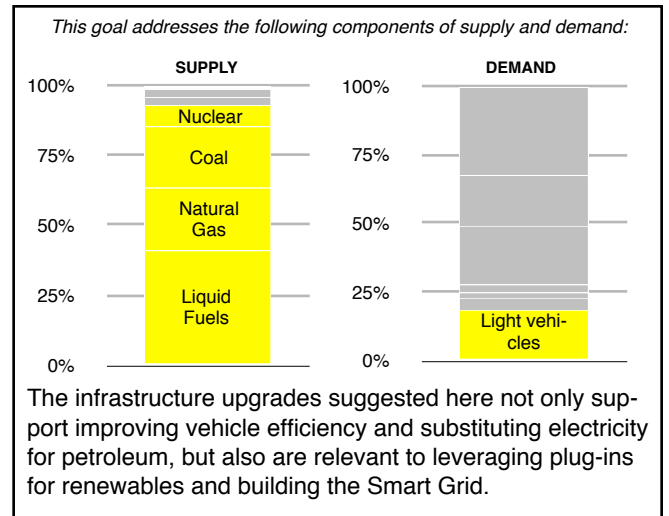 This goal addresses the following components of supply and demand:
SUPPLY
100%
75%
50%
25%
0%
Nuclear
Coal
Natural
Gas
Liquid
Fuels
DEMAND
100%
75%
50%
25%
0%
Light vehi-
cles
The infrastructure upgrades suggested here not only sup-
port improving vehicle efficiency and substituting electricity
for petroleum, but also are relevant to leveraging plug-ins
for renewables and building the Smart Grid.